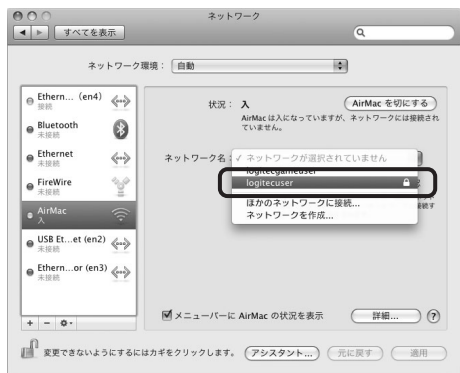 ネットワーク
すべてを表示
ネットワーク環境： 自動
Ethern... (en4)
接続
Bluetooth
未接続
Ethernet
未接続
FireWire
未接続
AirMac
入
USB Et...et (en2)
未接続
Ethern...or (en3)
未接続
状況： 入
AirMac を切にする
AirMac は入になっていますが、ネットワークには接続され
ていません。
ネットワーク名： ✓ ネットワークが選択されていません
logitecgameuser
logitecuser
ほかのネットワークに接続...
ネットワークを作成...
メニューバーに AirMac の状況を表示
詳細...
?
変更できないようにするにはカギをクリックします。
アシスタント...
元に戻す
適用